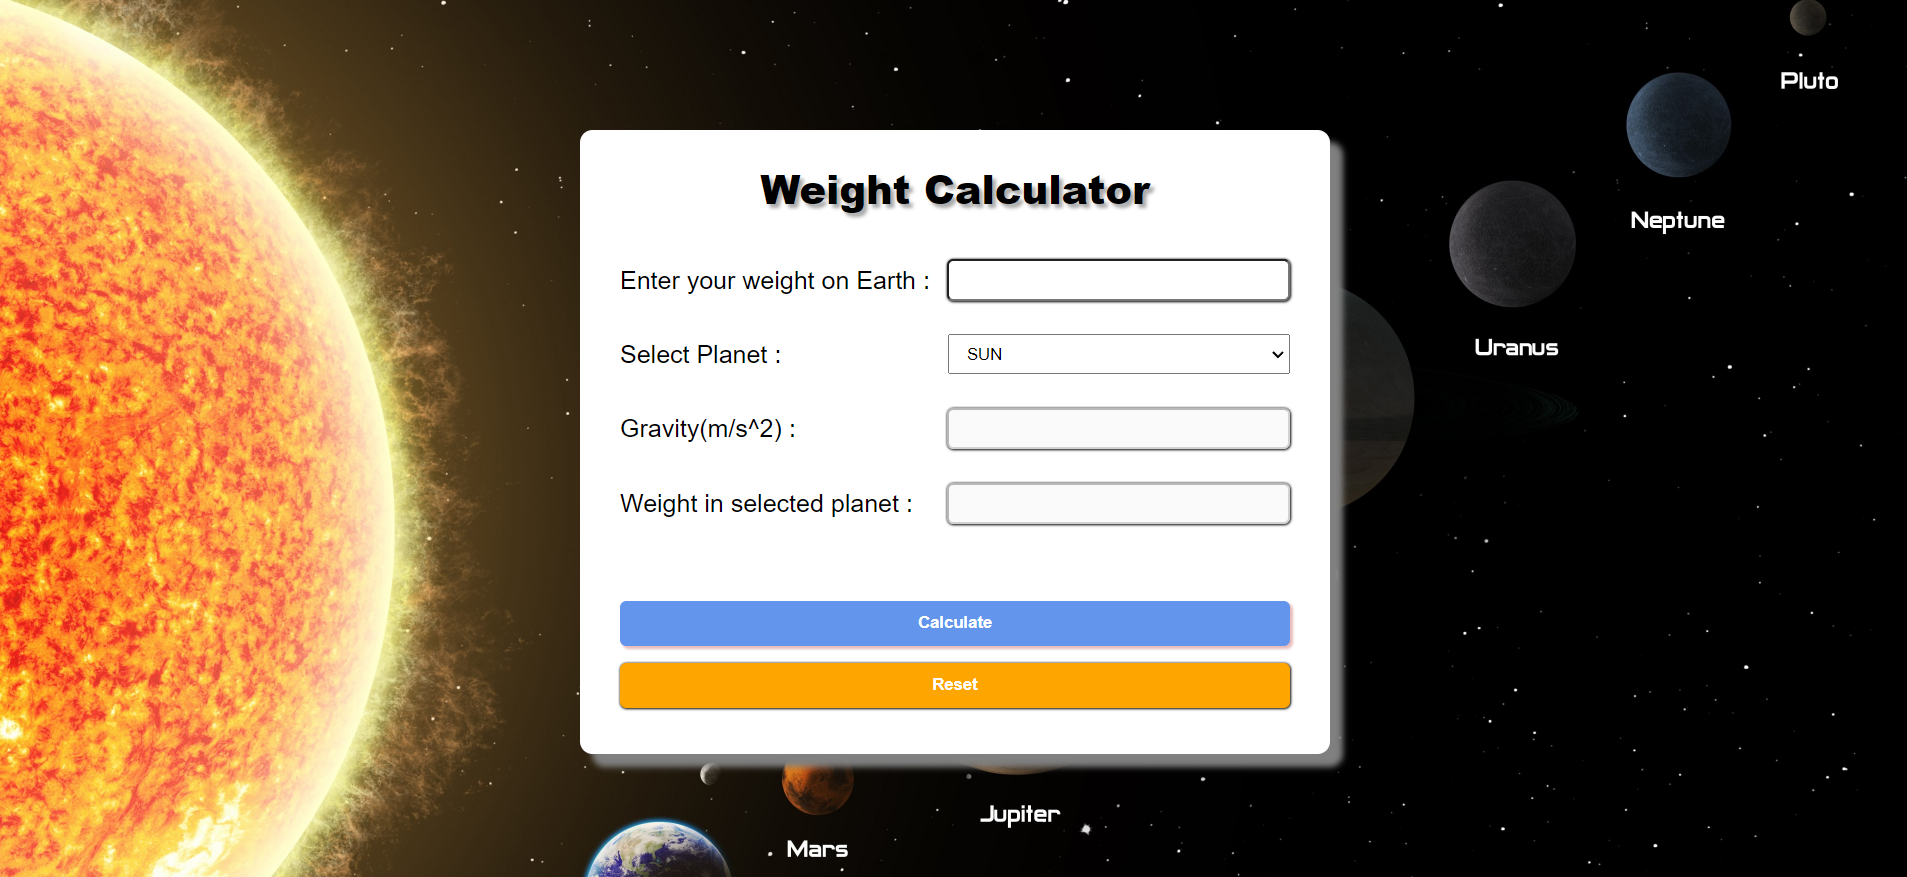 Weight Calculator
Enter your weight on Earth :
Select Planet :
SUN
Gravity(m/s^2) :
Weight in selected planet :
Calculate
Reset
Pluto
Neptune
Uranus
Jupiter
Mars